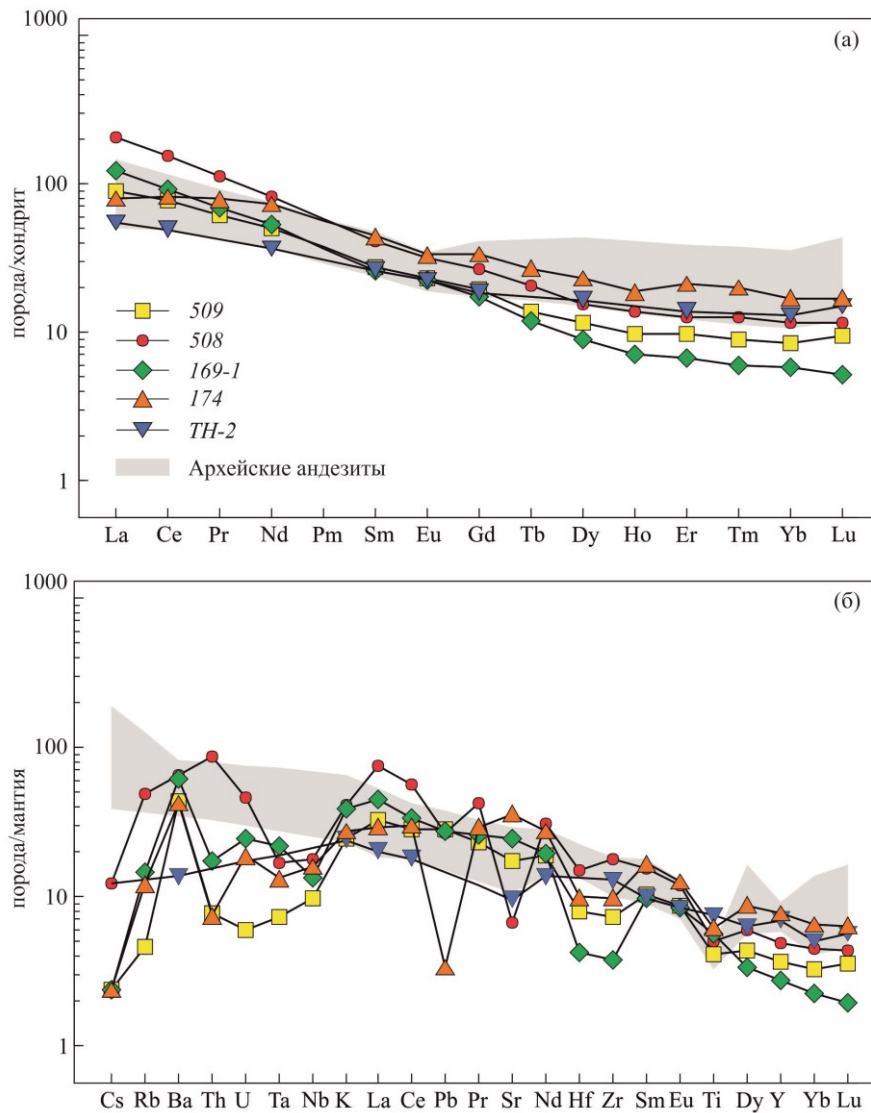 1000
(а)
100
10
1
порода/хондрит
509
508
169-1
174
TH-2
Архейские андезиты
La Ce Pr Nd Pm Sm Eu Gd Tb Dy Ho Er Tm Yb Lu
1000
(б)
100
10
1
порода/мантия
Cs Rb Ba Th U Ta Nb K La Ce Pb Pr Sr Nd Hf Zr Sm Eu Ti Dy Y Yb Lu